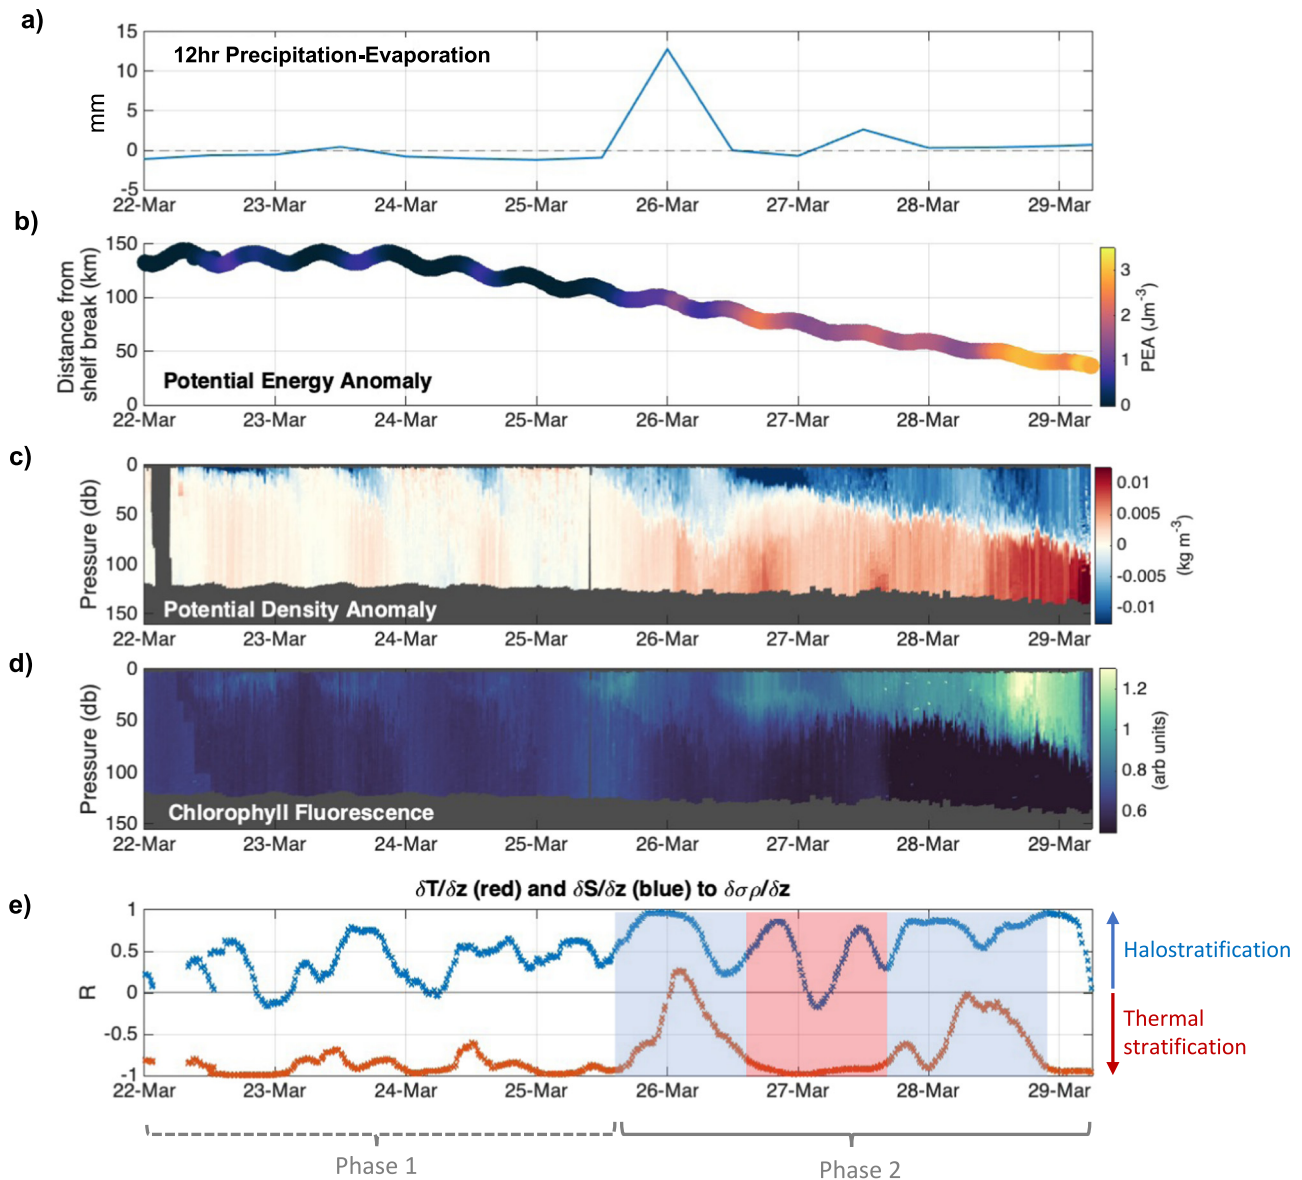 a)
12hr Precipitation-Evaporation
mm
15
10
5
0
-5
22-Mar 23-Mar 24-Mar 25-Mar 26-Mar 27-Mar 28-Mar 29-Mar
b)
Distance from
shelf break (km)
150
100
50
0
Potential Energy Anomaly
22-Mar 23-Mar 24-Mar 25-Mar 26-Mar 27-Mar 28-Mar 29-Mar
3
2
1
0
PEA (Jm-3)
c)
Pressure (db)
0
50
100
150
Potential Density Anomaly
22-Mar 23-Mar 24-Mar 25-Mar 26-Mar 27-Mar 28-Mar 29-Mar
0.01
0.005
0
-0.005
-0.01
(kg m-3)
d)
Pressure (db)
0
50
100
150
Chlorophyll Fluorescence
22-Mar 23-Mar 24-Mar 25-Mar 26-Mar 27-Mar 28-Mar 29-Mar
1.2
1
0.8
0.6
(arb units)
δT/δz (red) and δS/δz (blue) to δσρ/δz
e)
R
1
0.5
0
-0.5
-1
22-Mar 23-Mar 24-Mar 25-Mar 26-Mar 27-Mar 28-Mar 29-Mar
Halostratification
Thermal
stratification
Phase 1
Phase 2